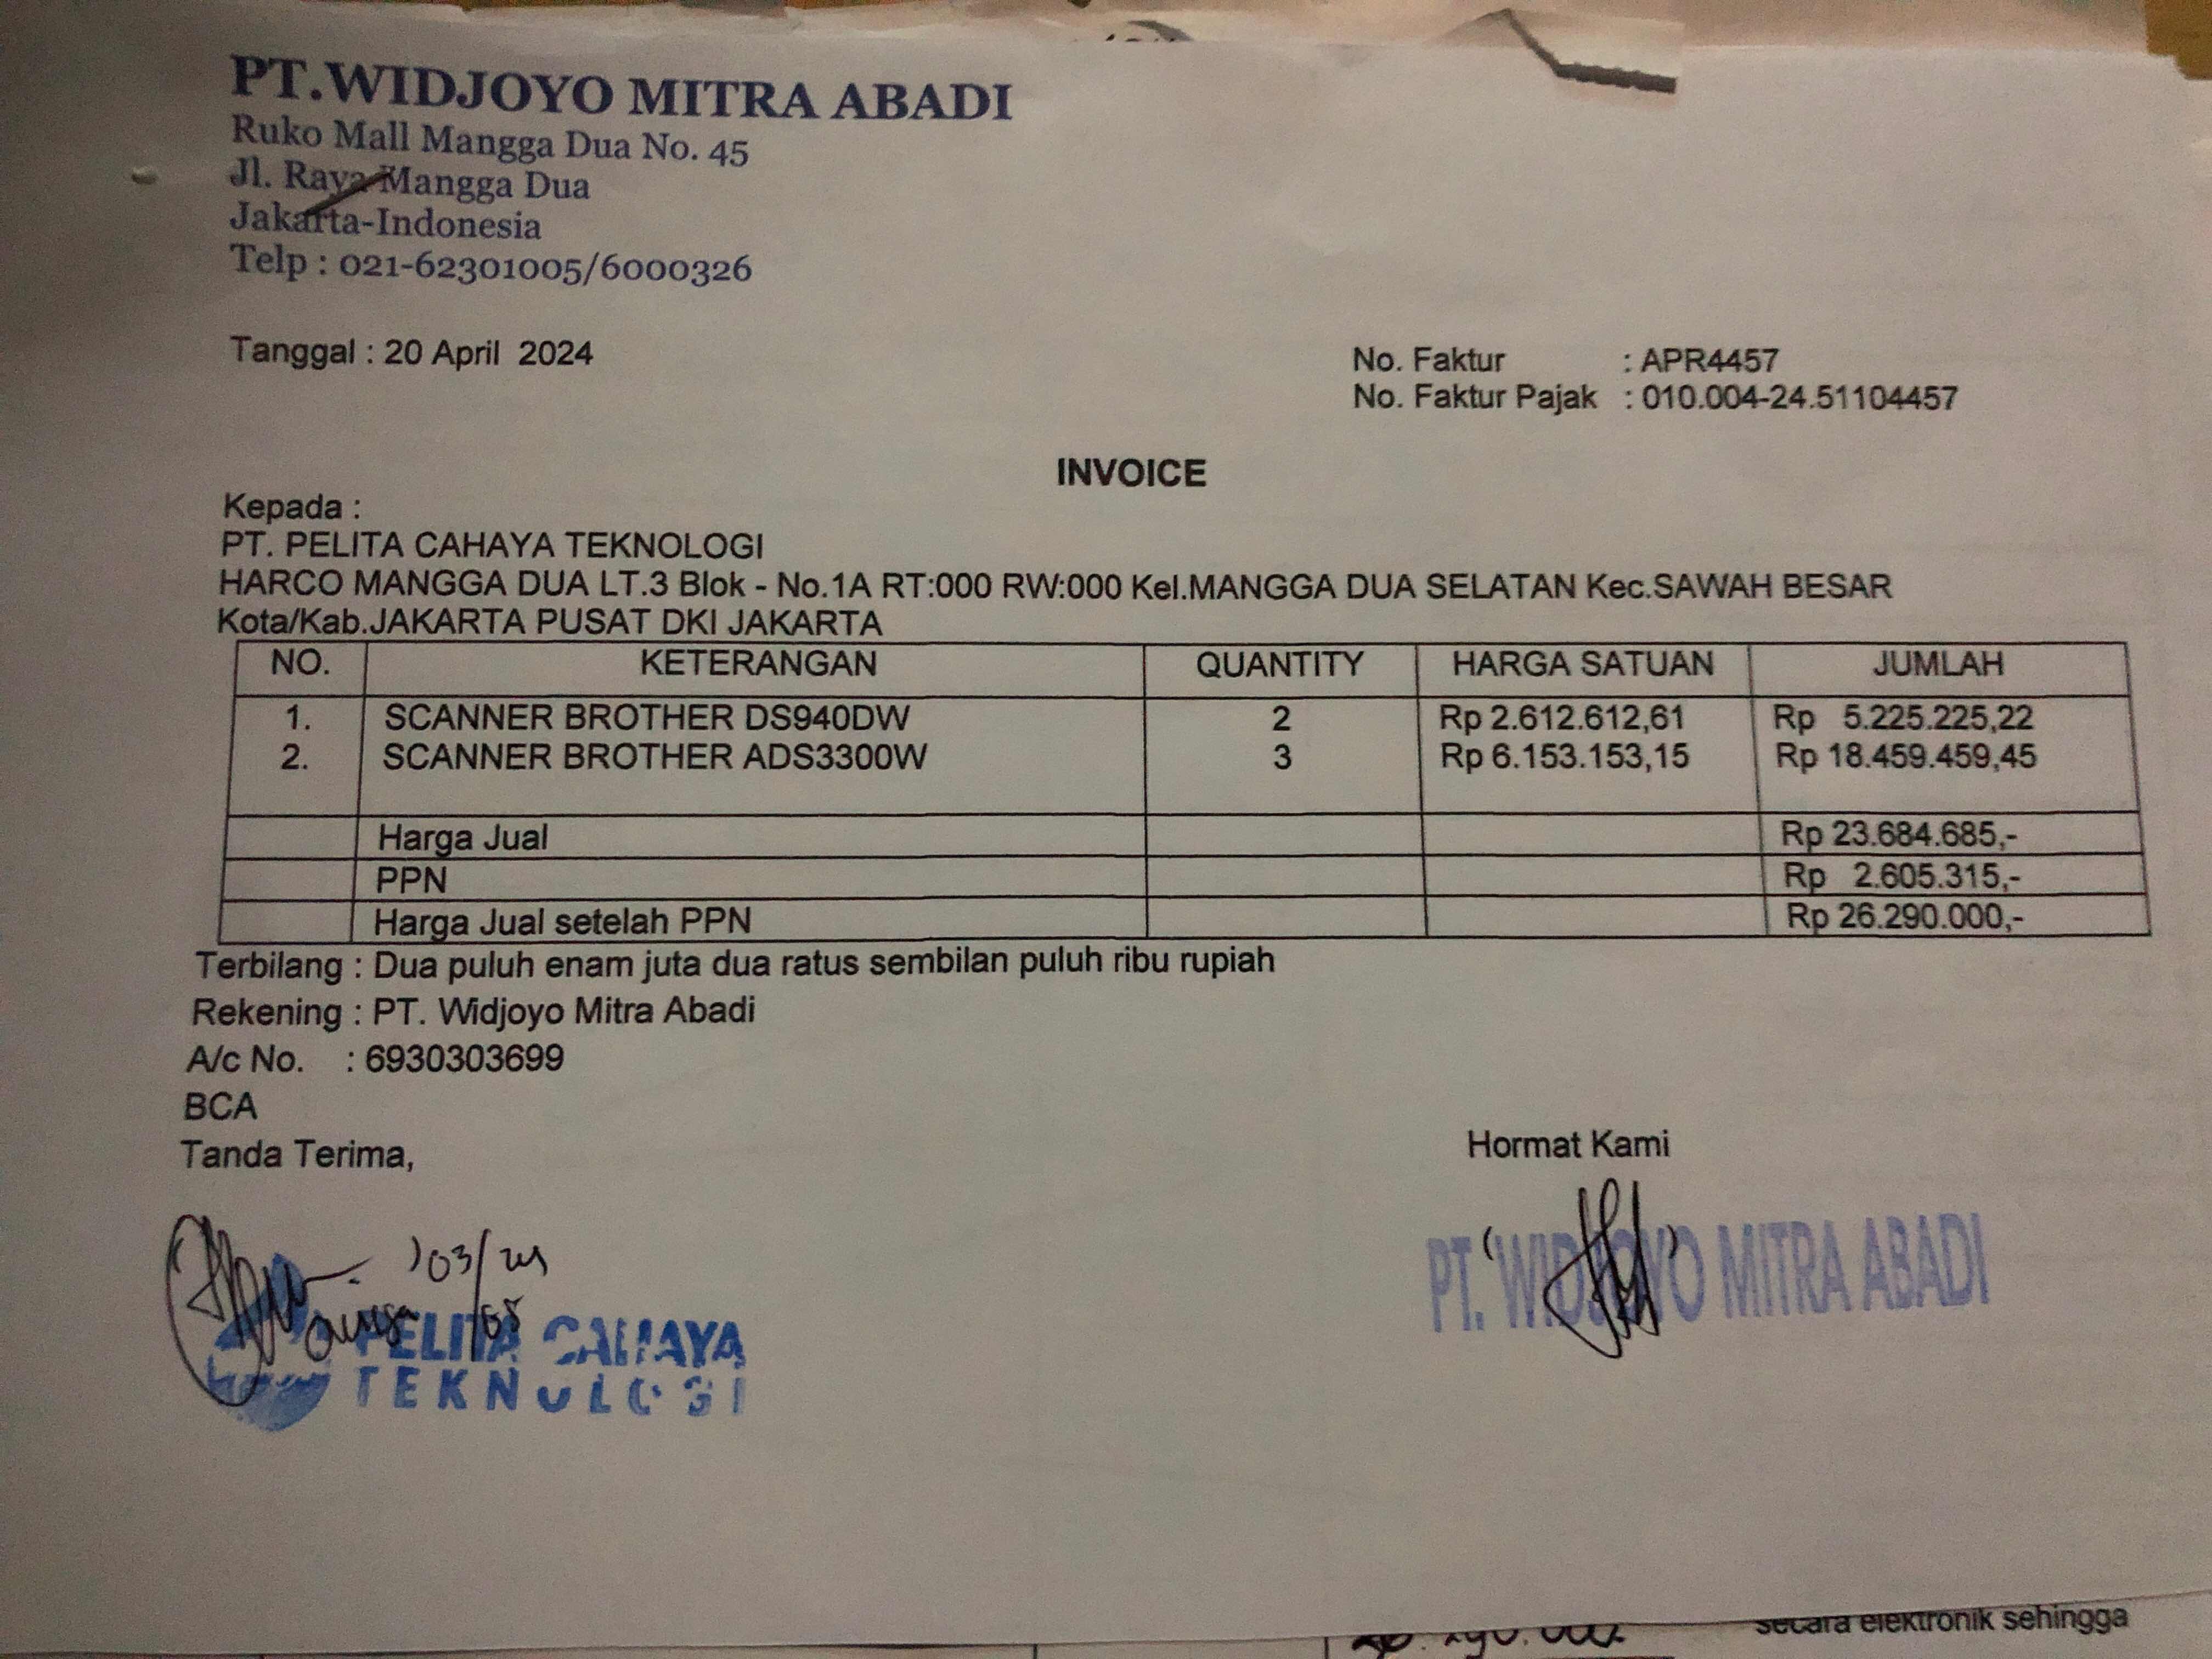 PT.WIDJOYO MITRA ABADI
Ruko Mall Mangga Dua No. 45
Jl. Raya Mangga Dua
Jakarta-Indonesia
Telp : 021-62301005/6000326
Tanggal : 20 April 2024
No. Faktur : APR4457
No. Faktur Pajak : 010.004-24.51104457
INVOICE
Kepada :
PT. PELITA CAHAYA TEKNOLOGI
HARCO MANGGA DUA LT.3 Blok - No.1A RT:000 RW:000 Kel.MANGGA DUA SELATAN Kec.SAWAH BESAR
Kota/Kab.JAKARTA PUSAT DKI JAKARTA
NO. KETERANGAN QUANTITY HARGA SATUAN JUMLAH
1. SCANNER BROTHER DS940DW 2 Rp 2.612.612,61 Rp 5.225.225,22
2. SCANNER BROTHER ADS3300W 3 Rp 6.153.153,15 Rp 18.459.459,45
Harga Jual Rp 23.684.685,-
PPN Rp 2.605.315,-
Harga Jual setelah PPN Rp 26.290.000,-
Terbilang : Dua puluh enam juta dua ratus sembilan puluh ribu rupiah
Rekening : PT. Widjoyo Mitra Abadi
A/c No. : 6930303699
BCA
Tanda Terima,
Hormat Kami
03/24
05
PELITA CAHAYA
TEKNOLOGI
PT. WIDJOYO MITRA ABADI
secara elektronik sehingga